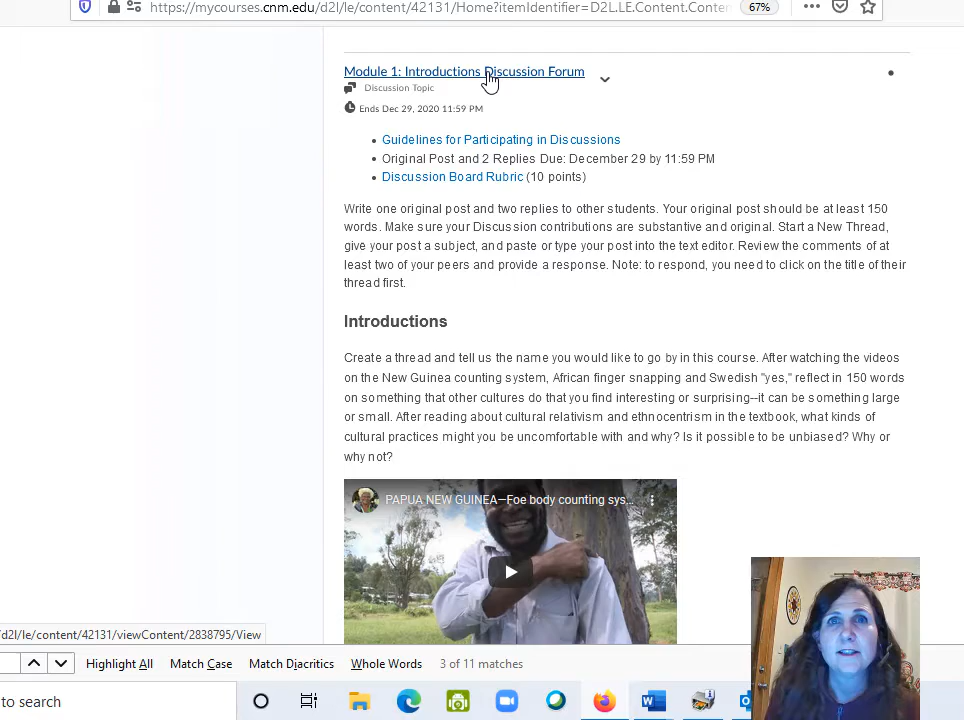 https://mycourses.cnm.edu/d2l/le/content/42131/Home?itemIdentifier=D2L.LE.Content.Conte
67%
Module 1: Introductions Discussion Forum
Discussion Topic
Ends Dec 29, 2020 11:59 PM
Guidelines for Participating in Discussions
Original Post and 2 Replies Due: December 29 by 11:59 PM
Discussion Board Rubric (10 points)
Write one original post and two replies to other students. Your original post should be at least 150
words. Make sure your Discussion contributions are substantive and original. Start a New Thread,
give your post a subject, and paste or type your post into the text editor. Review the comments of at
least two of your peers and provide a response. Note: to respond, you need to click on the title of their
thread first.
Introductions
Create a thread and tell us the name you would like to go by in this course. After watching the videos
on the New Guinea counting system, African finger snapping and Swedish "yes," reflect in 150 words
on something that other cultures do that you find interesting or surprising--it can be something large
or small. After reading about cultural relativism and ethnocentrism in the textbook, what kinds of
cultural practices might you be uncomfortable with and why? Is it possible to be unbiased? Why or
why not?
PAPUA NEW GUINEA—Foe body counting sys...
/d2l/le/content/42131/viewContent/2838795/View
Highlight All Match Case Match Diacritics Whole Words 3 of 11 matches
to search